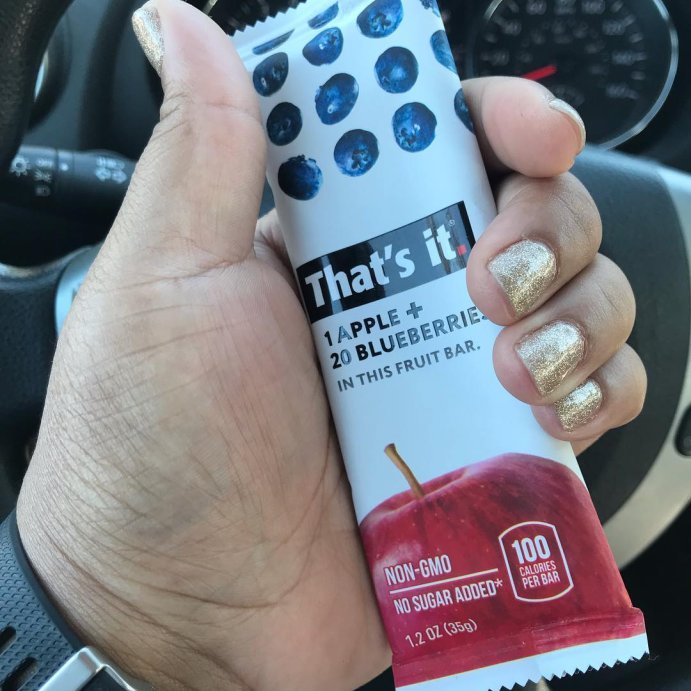 That's it.
1 APPLE +
20 BLUEBERRIES
IN THIS FRUIT BAR.
NON-GMO
NO SUGAR ADDED*
100
CALORIES
PER BAR
1.2 OZ (35g)